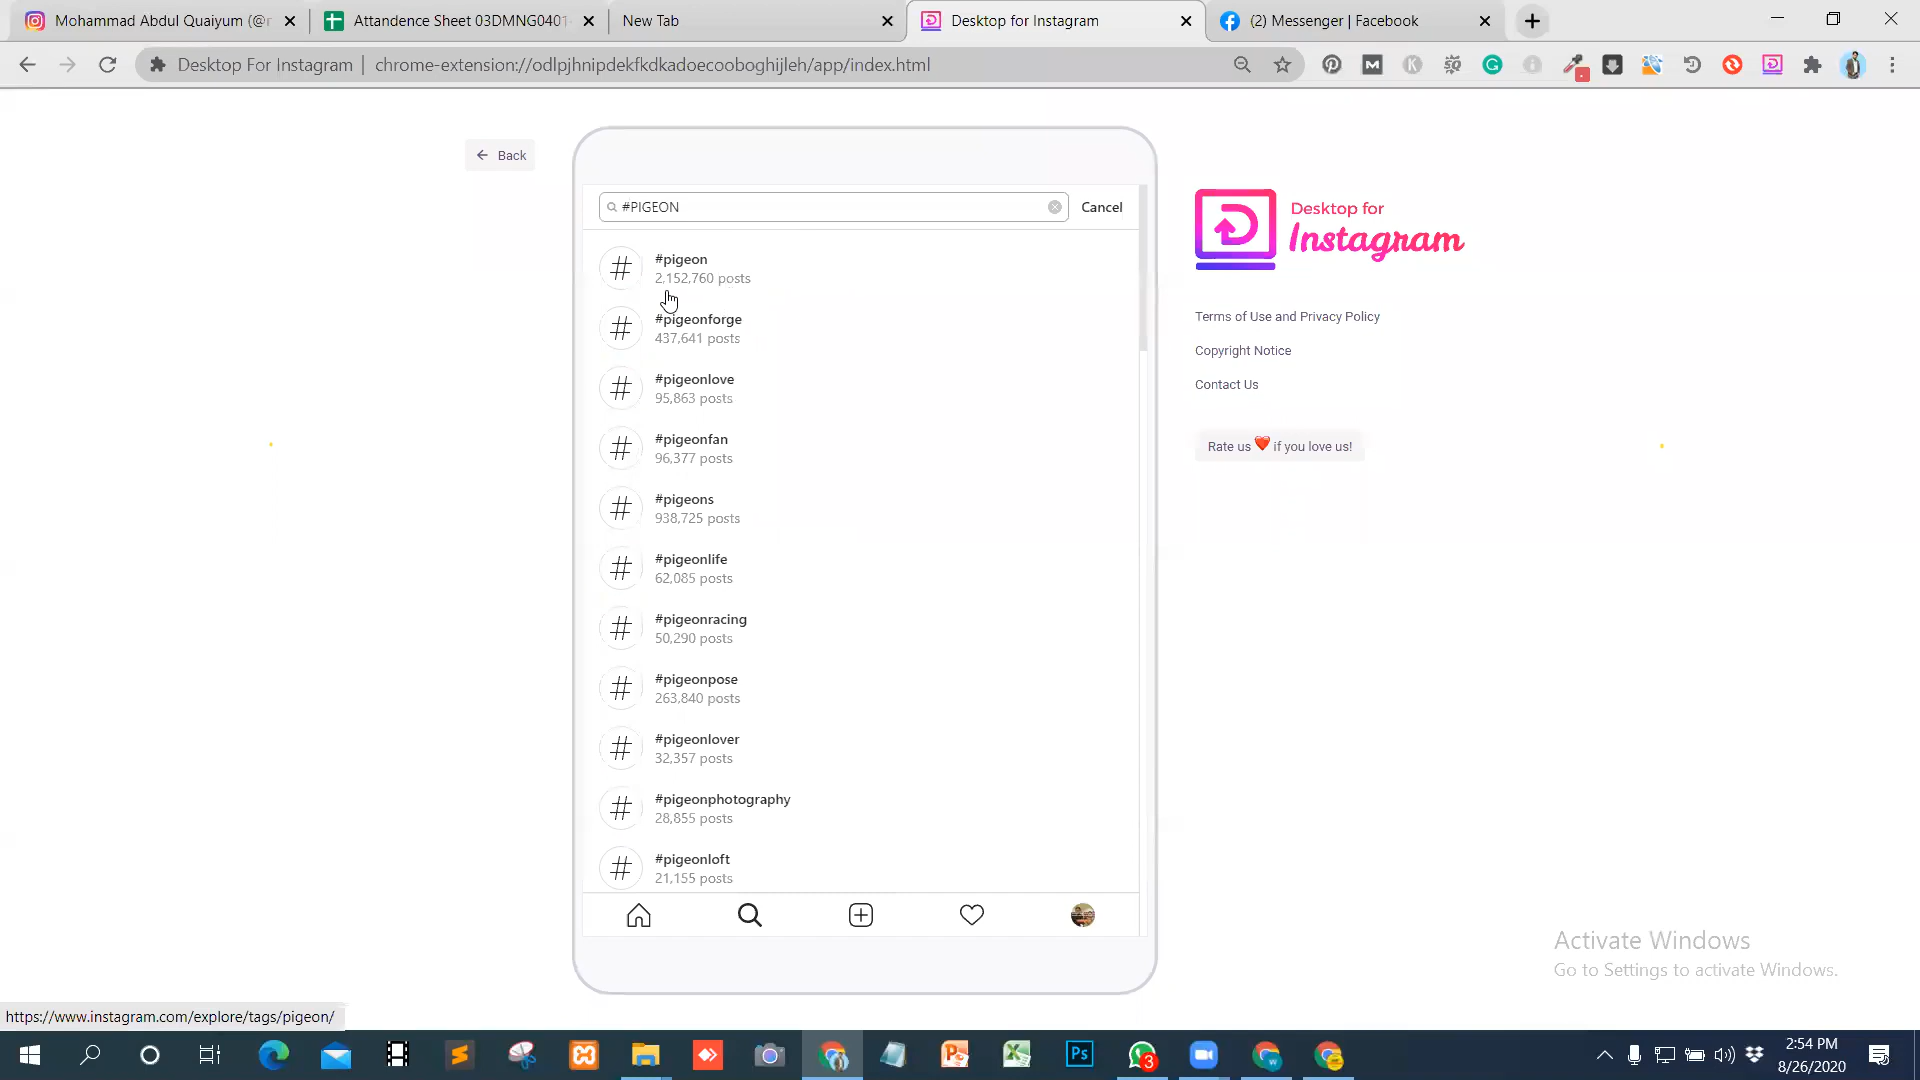 Mohammad Abdul Quaiyum (@r
Attandence Sheet 03DMNG0401
New Tab
Desktop for Instagram
(2) Messenger | Facebook
Desktop For Instagram | chrome-extension://odlpjhnipdekfkdkadoecooboghijleh/app/index.html
Back
#PIGEON
Cancel
#pigeon
2,152,760 posts
#pigeonforge
437,641 posts
#pigeonlove
95,863 posts
#pigeonfan
96,377 posts
#pigeons
938,725 posts
#pigeonlife
62,085 posts
#pigeonracing
50,290 posts
#pigeonpose
263,840 posts
#pigeonlover
32,357 posts
#pigeonphotography
28,855 posts
#pigeonloft
21,155 posts
Desktop for
Instagram
Terms of Use and Privacy Policy
Copyright Notice
Contact Us
Rate us ❤️ if you love us!
Activate Windows
Go to Settings to activate Windows.
https://www.instagram.com/explore/tags/pigeon/
3
2:54 PM
8/26/2020